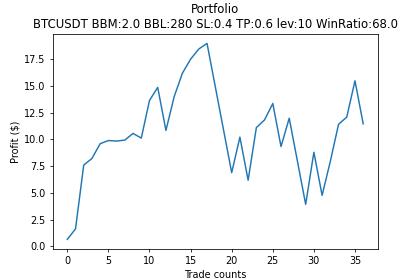 Portfolio
BTCUSDT BBM:2.0 BBL:280 SL:0.4 TP:0.6 lev:10 WinRatio:68.0
Profit ($)
17.5
15.0
12.5
10.0
7.5
5.0
2.5
0.0
0 5 10 15 20 25 30 35
Trade counts